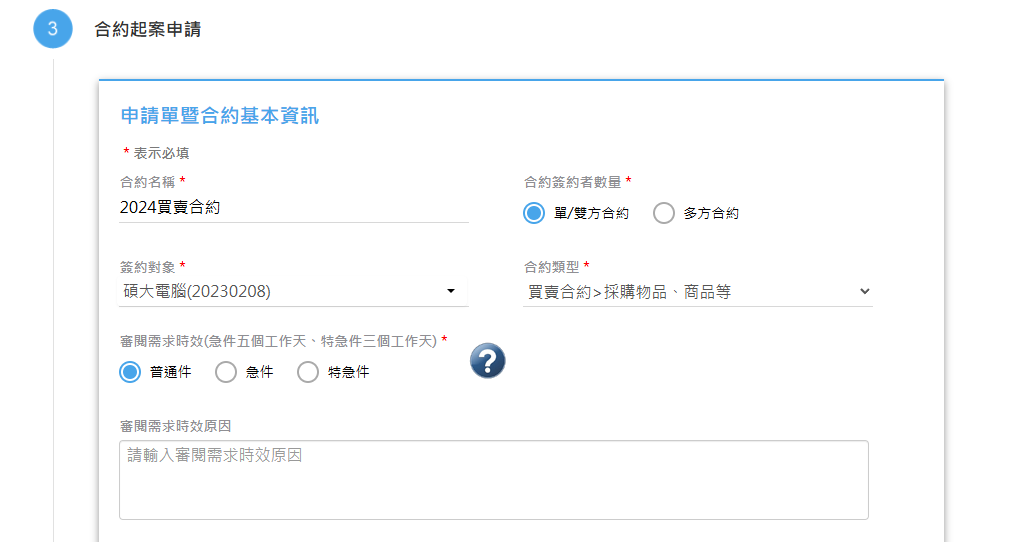 3 合約起案申請
申請單暨合約基本資訊
* 表示必填
合約名稱 *
2024買賣合約
合約簽約者數量 *
單/雙方合約 多方合約
簽約對象 *
碩大電腦(20230208)
合約類型 *
買賣合約>採購物品、商品等
審閱需求時效(急件五個工作天、特急件三個工作天) *
普通件 急件 特急件
?
審閱需求時效原因
請輸入審閱需求時效原因